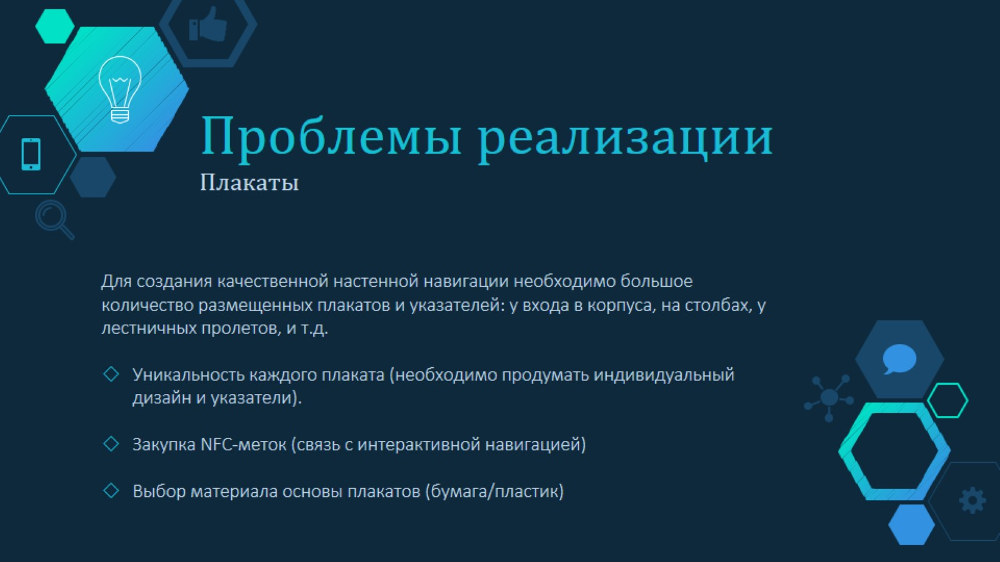 Проблемы реализации
Плакаты
Для создания качественной настенной навигации необходимо большое
количество размещенных плакатов и указателей: у входа в корпуса, на столбах, у
лестничных пролетов, и т.д.
Уникальность каждого плаката (необходимо продумать индивидуальный
дизайн и указатели).
Закупка NFC-меток (связь с интерактивной навигацией)
Выбор материала основы плакатов (бумага/пластик)